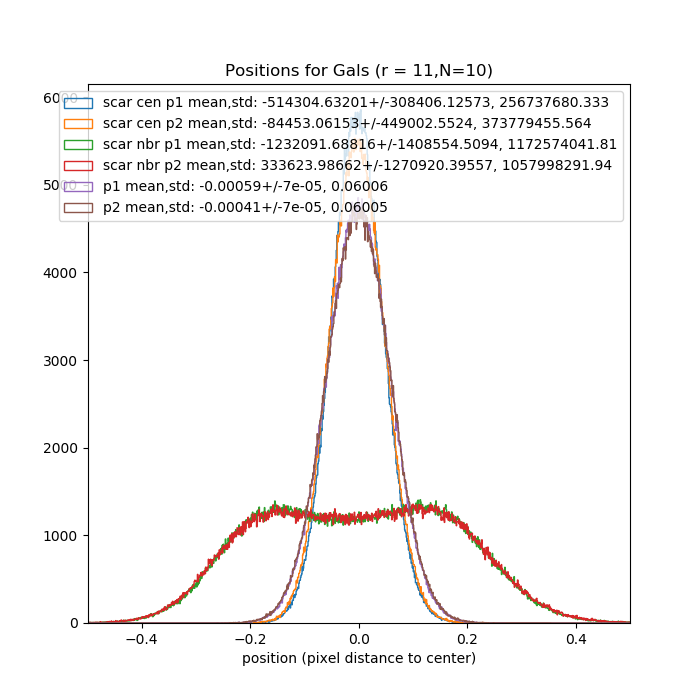 Positions for Gals (r = 11,N=10)
scar cen p1 mean,std: -514304.63201+/-308406.12573, 256737680.333
scar cen p2 mean,std: -84453.06153+/-449002.5524, 373779455.564
scar nbr p1 mean,std: -1232091.68816+/-1408554.5094, 1172574041.81
scar nbr p2 mean,std: 333623.98662+/-1270920.39557, 1057998291.94
p1 mean,std: -0.00059+/-7e-05, 0.06006
p2 mean,std: -0.00041+/-7e-05, 0.06005
6000
5000
4000
3000
2000
1000
0
−0.4 −0.2 0.0 0.2 0.4
position (pixel distance to center)